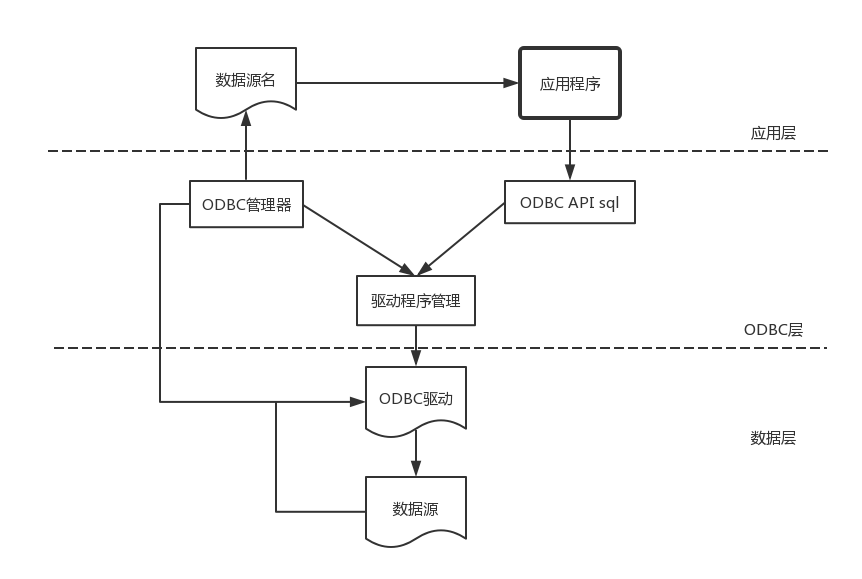 数据源名
应用程序
应用层
ODBC管理器
ODBC API sql
驱动程序管理
ODBC层
ODBC驱动
数据层
数据源